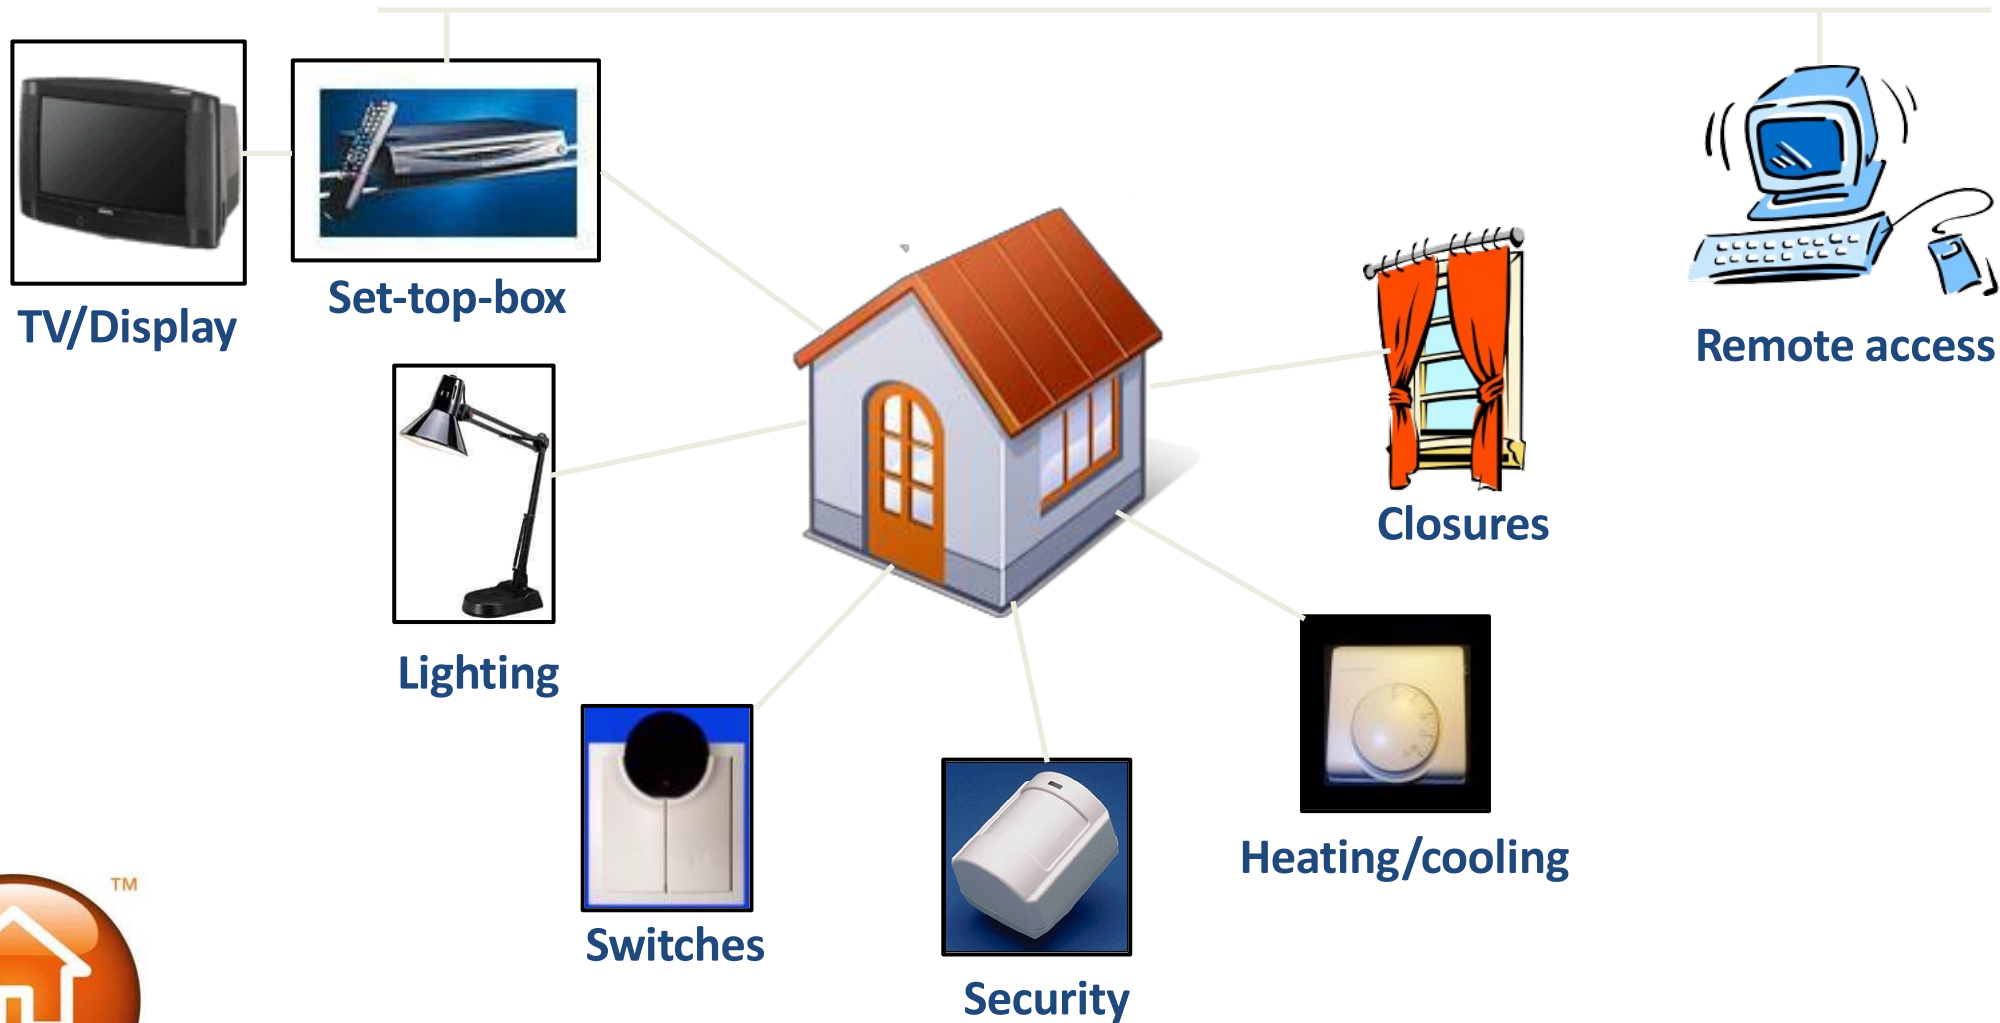 TV/Display
Set-top-box
Remote access
Lighting
Closures
Switches
Security
Heating/cooling
TM